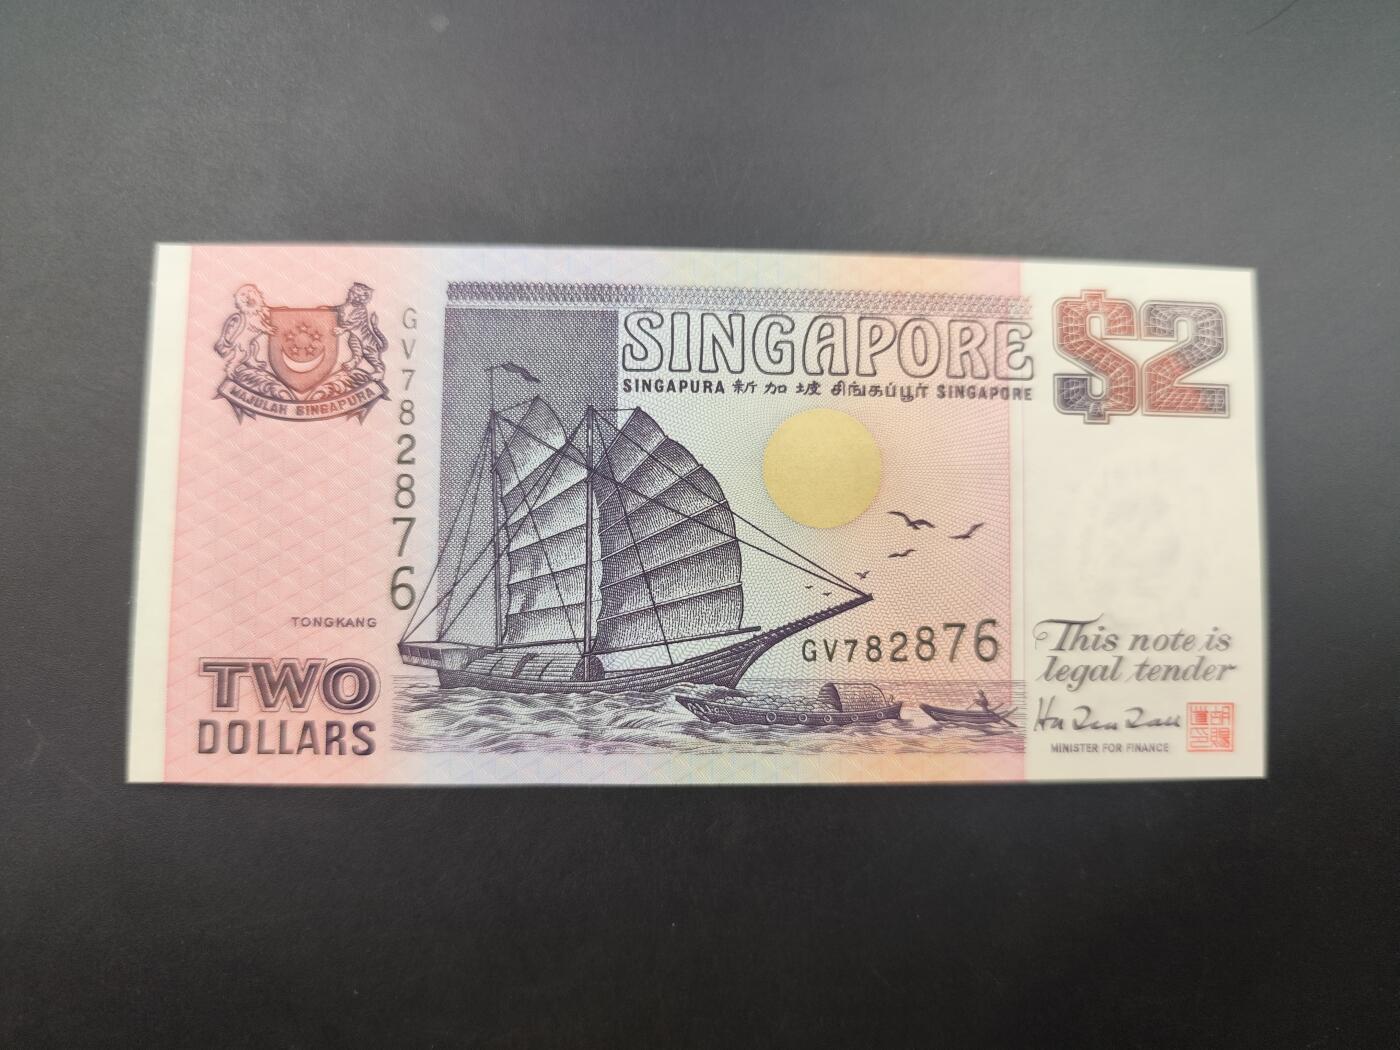 MAJULAH SINGAPURA
GV782876
SINGAPORE
SINGAPURA 新加坡 சிங்கப்பூர் SINGAPORE
$2
TONGKANG
TWO
DOLLARS
GV782876
This note is
legal tender
MINISTER FOR FINANCE